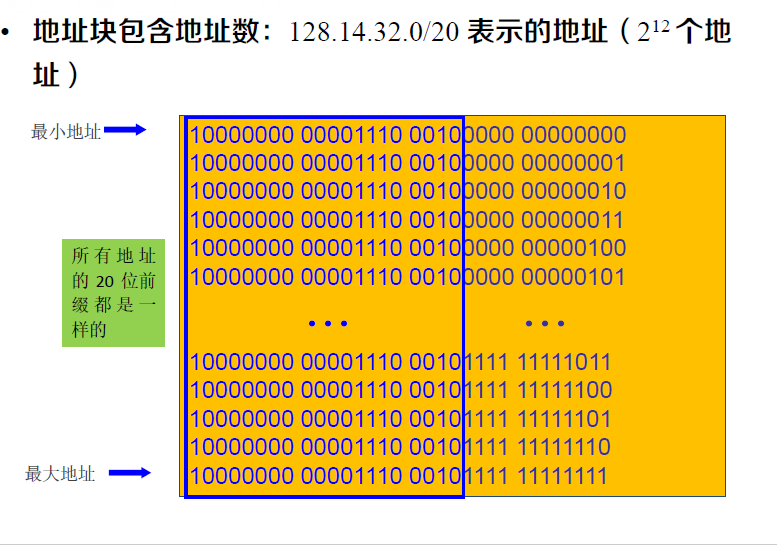 • 地址块包含地址数：128.14.32.0/20 表示的地址（2¹² 个地
址）
最小地址
10000000 00001110 00100000 00000000
10000000 00001110 00100000 00000001
10000000 00001110 00100000 00000010
10000000 00001110 00100000 00000011
10000000 00001110 00100000 00000100
10000000 00001110 00100000 00000101
所有地址
的 20 位前
缀都是一
样的
••• •••
10000000 00001110 00101111 11111011
10000000 00001110 00101111 11111100
10000000 00001110 00101111 11111101
10000000 00001110 00101111 11111110
最大地址
10000000 00001110 00101111 11111111